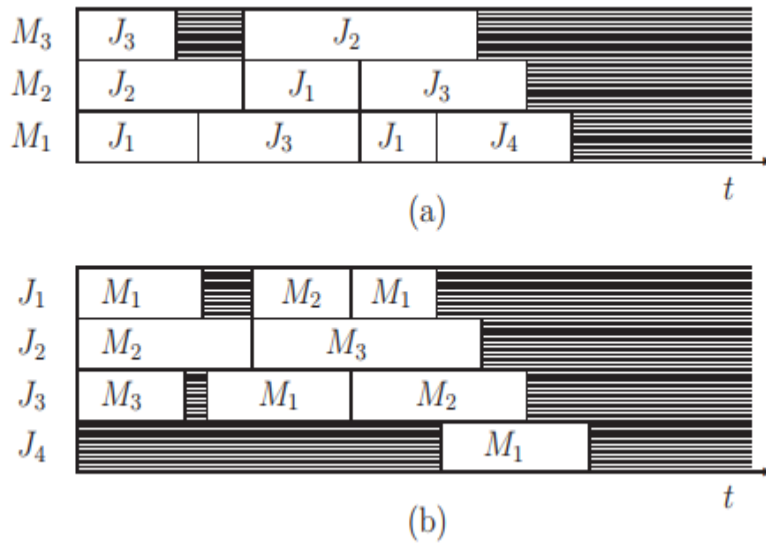 M₃ J₃ J₂
M₂ J₂ J₁ J₃
M₁ J₁ J₃ J₁ J₄
t
(a)
J₁ M₁ M₂ M₁
J₂ M₂ M₃
J₃ M₃ M₁ M₂
J₄ M₁
t
(b)